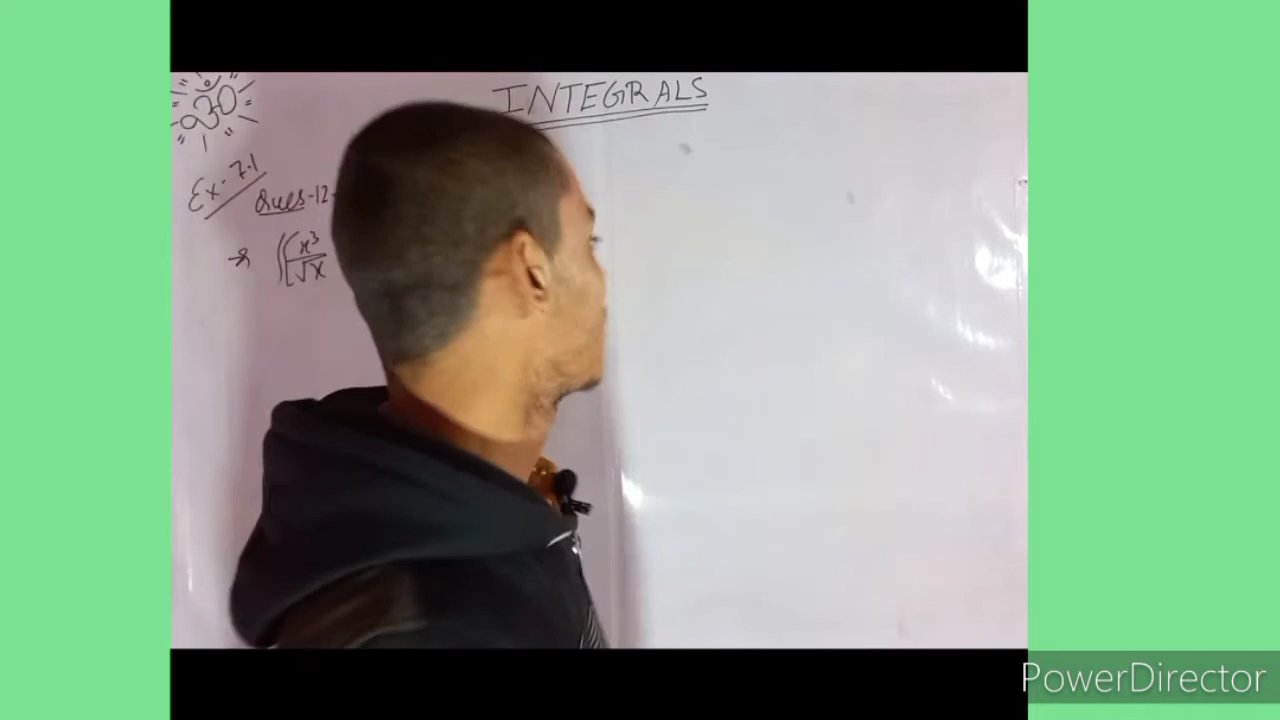 ॐ
INTEGRALS
Ex-7.1
Ques-12-
→ ∫(x³/√x
PowerDirector